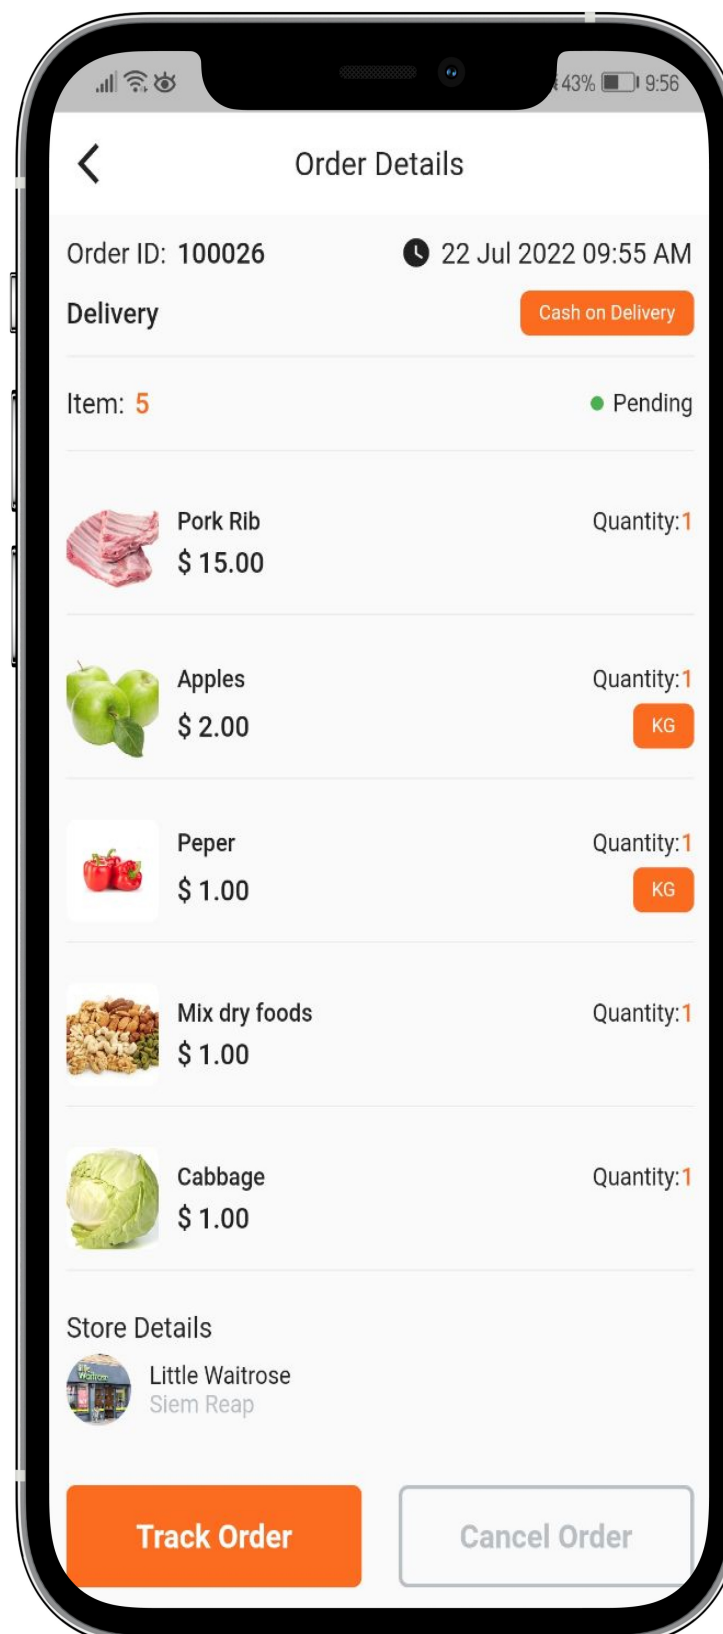 43% 9:56
Order Details
Order ID: 100026 22 Jul 2022 09:55 AM
Delivery Cash on Delivery
Item: 5 Pending
Pork Rib Quantity:1
$ 15.00
Apples Quantity:1
$ 2.00 KG
Peper Quantity:1
$ 1.00 KG
Mix dry foods Quantity:1
$ 1.00
Cabbage Quantity:1
$ 1.00
Store Details
Little Waitrose
Siem Reap
Track Order Cancel Order